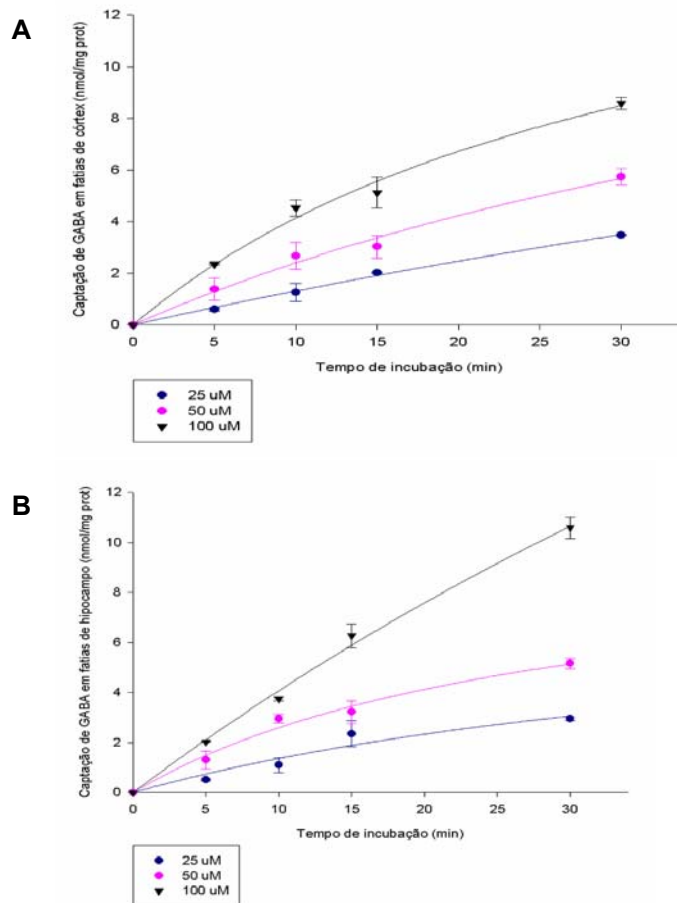 A
Captação de GABA em fatias de córtex (nmol/mg prot)
12
10
8
6
4
2
0
0 5 10 15 20 25 30
Tempo de incubação (min)
25 uM
50 uM
100 uM
B
Captação de GABA em fatias de hipocampo (nmol/mg prot)
12
10
8
6
4
2
0
0 5 10 15 20 25 30
Tempo de incubação (min)
25 uM
50 uM
100 uM